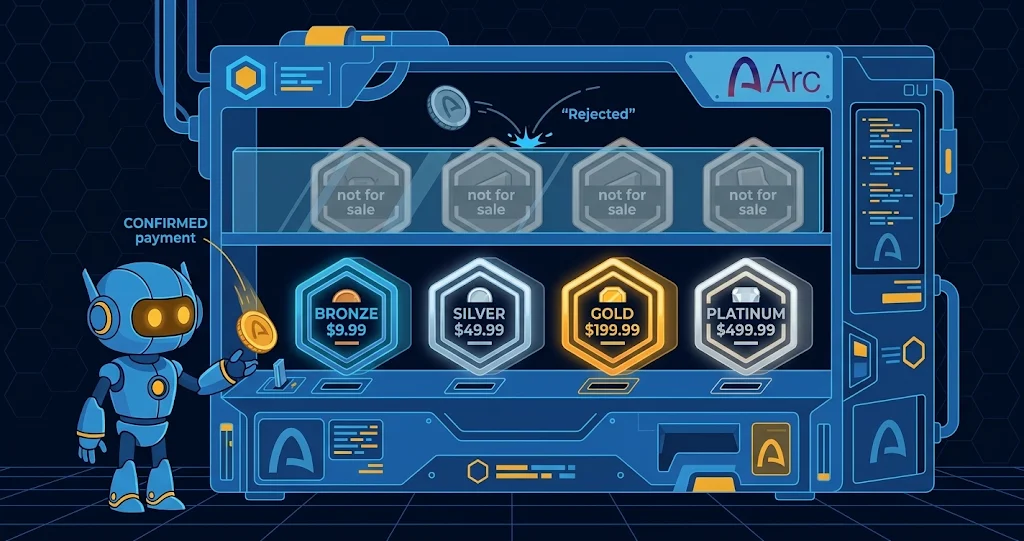 Arc
"Rejected"
not for
sale
not for
sale
not for
sale
not for
sale
CONFIRMED
payment
BRONZE
$9.99
SILVER
$49.99
GOLD
$199.99
PLATINUM
$499.99